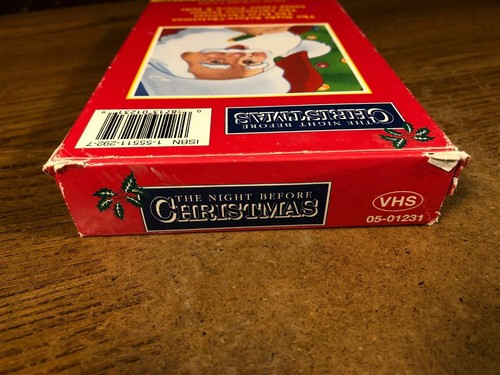 THE NIGHT BEFORE
CHRISTMAS
ISBN 1-55511-292-7
THE NIGHT BEFORE
CHRISTMAS
VHS
05-01231